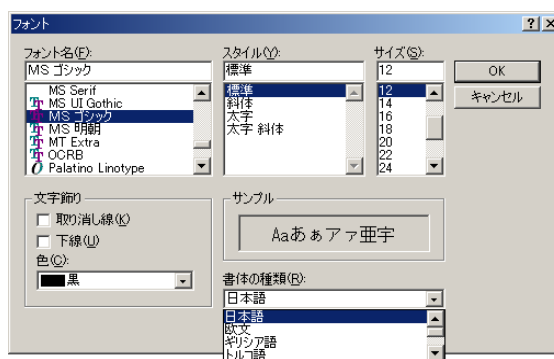 フォント
フォント名(F):
MS ゴシック
MS Serif
MS UI Gothic
MS ゴシック
MS 明朝
MT Extra
OCRB
Palatino Linotype
スタイル(Y):
標準
標準
斜体
太字
太字 斜体
サイズ(S):
12
12
14
16
18
20
22
24
OK
キャンセル
文字飾り
取り消し線(K)
下線(U)
色(C):
黒
サンプル
Aaあぁアァ亜宇
書体の種類(R):
日本語
日本語
欧文
ギリシア語
トルコ語